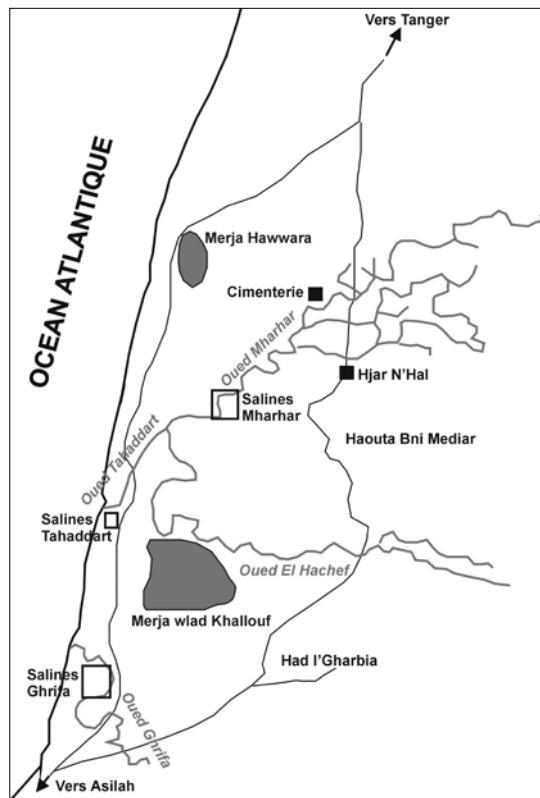 Vers Tanger
OCEAN ATLANTIQUE
Merja Hawwara
Cimenterie
Oued Mharhar
Hjar N'Hal
Salines
Mharhar
Haouta Bni Mediar
Oued Tahaddart
Salines
Tahaddart
Oued El Hachef
Merja wlad Khallouf
Had l'Gharbia
Salines
Ghrifa
Oued Ghrifa
Vers Asilah